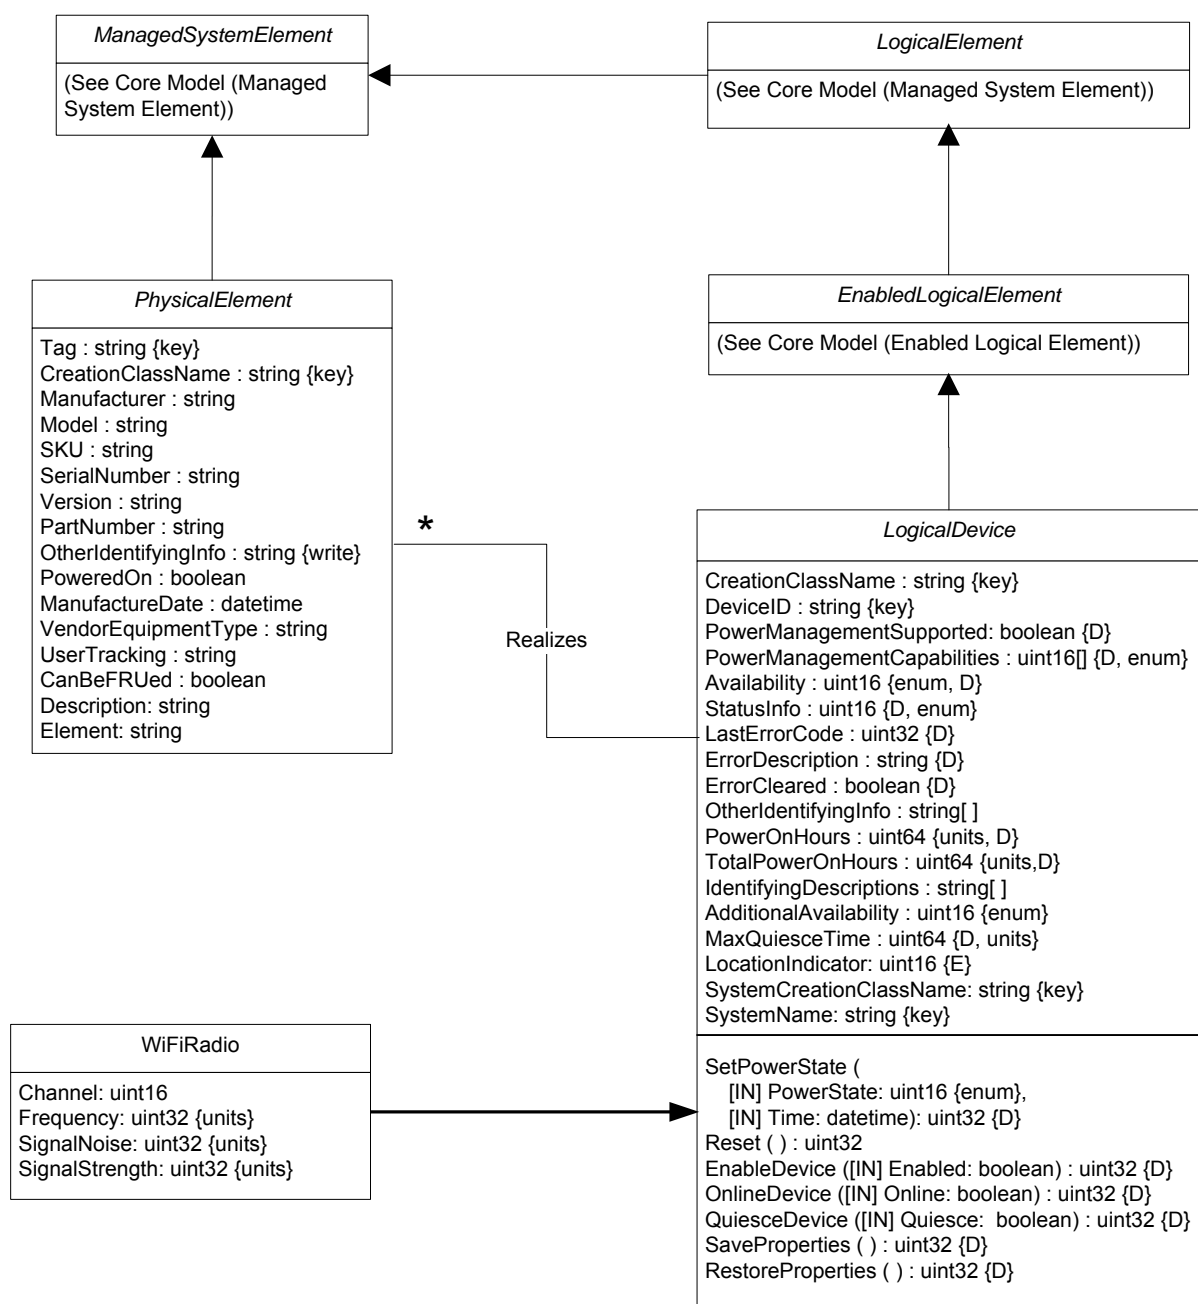 ManagedSystemElement
(See Core Model (Managed
System Element))
LogicalElement
(See Core Model (Managed System Element))
PhysicalElement
Tag : string {key}
CreationClassName : string {key}
Manufacturer : string
Model : string
SKU : string
SerialNumber : string
Version : string
PartNumber : string
OtherIdentifyingInfo : string {write}
PoweredOn : boolean
ManufactureDate : datetime
VendorEquipmentType : string
UserTracking : string
CanBeFRUed : boolean
Description: string
Element: string
EnabledLogicalElement
(See Core Model (Enabled Logical Element))
*
Realizes
LogicalDevice
CreationClassName : string {key}
DeviceID : string {key}
PowerManagementSupported: boolean {D}
PowerManagementCapabilities : uint16[] {D, enum}
Availability : uint16 {enum, D}
StatusInfo : uint16 {D, enum}
LastErrorCode : uint32 {D}
ErrorDescription : string {D}
ErrorCleared : boolean {D}
OtherIdentifyingInfo : string[ ]
PowerOnHours : uint64 {units, D}
TotalPowerOnHours : uint64 {units,D}
IdentifyingDescriptions : string[ ]
AdditionalAvailability : uint16 {enum}
MaxQuiesceTime : uint64 {D, units}
LocationIndicator: uint16 {E}
SystemCreationClassName: string {key}
SystemName: string {key}
SetPowerState (
[IN] PowerState: uint16 {enum},
[IN] Time: datetime): uint32 {D}
Reset ( ) : uint32
EnableDevice ([IN] Enabled: boolean) : uint32 {D}
OnlineDevice ([IN] Online: boolean) : uint32 {D}
QuiesceDevice ([IN] Quiesce:  boolean) : uint32 {D}
SaveProperties ( ) : uint32 {D}
RestoreProperties ( ) : uint32 {D}
WiFiRadio
Channel: uint16
Frequency: uint32 {units}
SignalNoise: uint32 {units}
SignalStrength: uint32 {units}